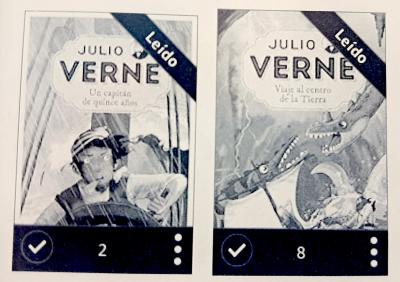 Leído
JULIO
VERNE
Un capitán
de quince años
2
Leído
JULIO
VERNE
Viaje al centro
de la Tierra
8